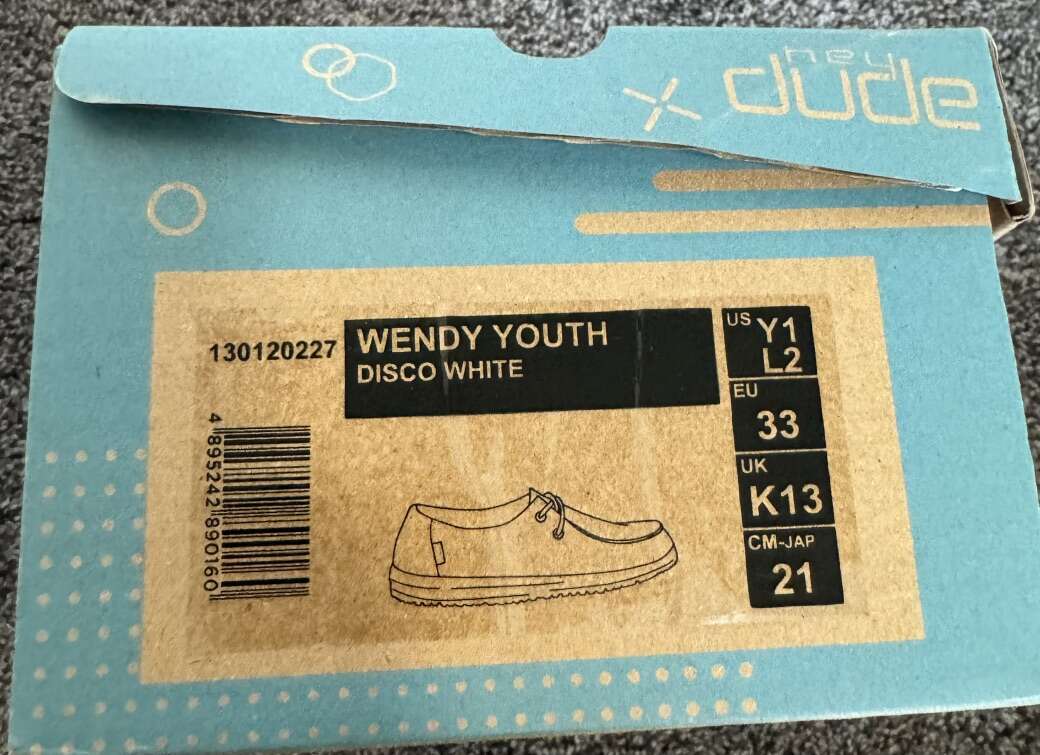 hey
dude
130120227
WENDY YOUTH
DISCO WHITE
US
Y1
L2
EU
33
UK
K13
CM-JAP
21
4 895242 890160